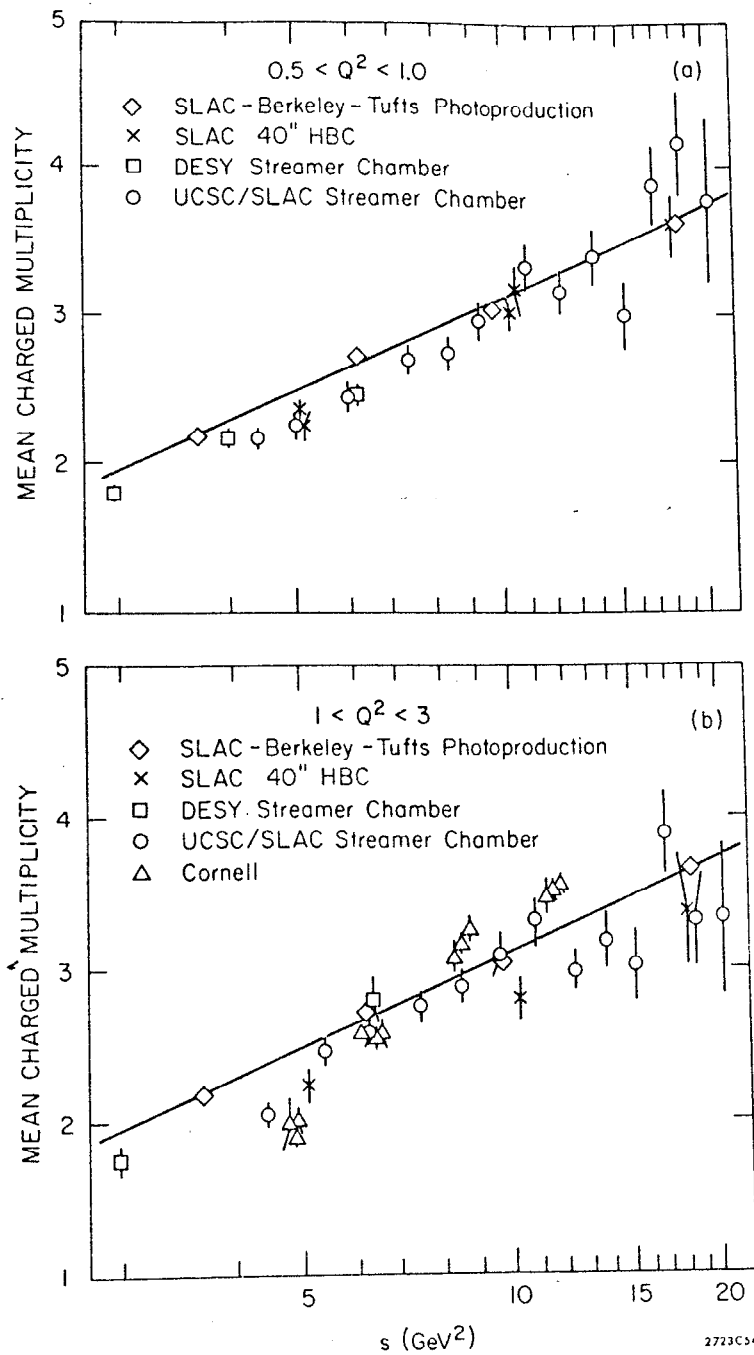 5
0.5 < Q² < 1.0
(a)
SLAC - Berkeley - Tufts Photoproduction
SLAC 40" HBC
DESY Streamer Chamber
UCSC/SLAC Streamer Chamber
4
3
2
1
MEAN CHARGED MULTIPLICITY
5
1 < Q² < 3
(b)
SLAC - Berkeley - Tufts Photoproduction
SLAC 40" HBC
DESY Streamer Chamber
UCSC/SLAC Streamer Chamber
Cornell
4
3
2
1
MEAN CHARGED MULTIPLICITY
5 10 15 20
s (GeV²)